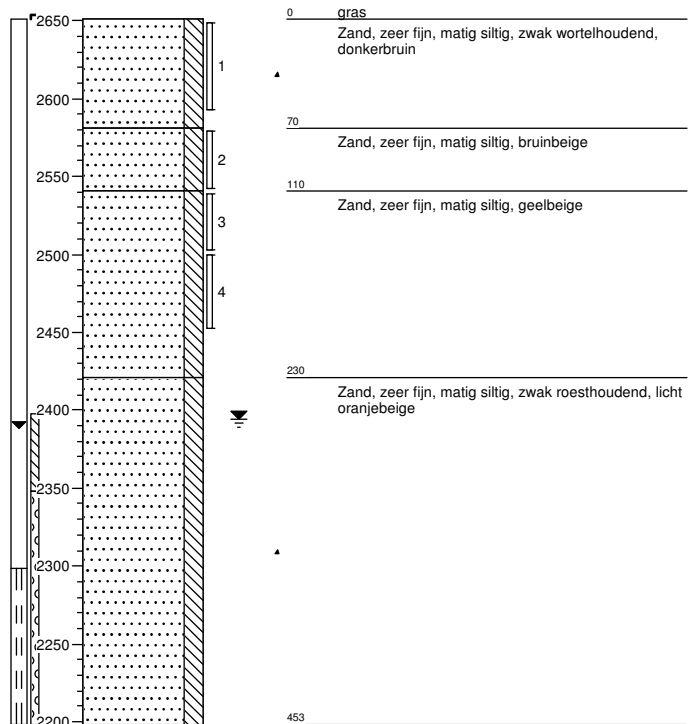 0 gras
2650
Zand, zeer fijn, matig siltig, zwak wortelhoudend,
donkerbruin
1
2600
70
Zand, zeer fijn, matig siltig, bruinbeige
2
2550
110
Zand, zeer fijn, matig siltig, geelbeige
3
2500
4
2450
230
Zand, zeer fijn, matig siltig, zwak roesthoudend, licht
oranjebeige
2400
2350
2300
2250
2200
453